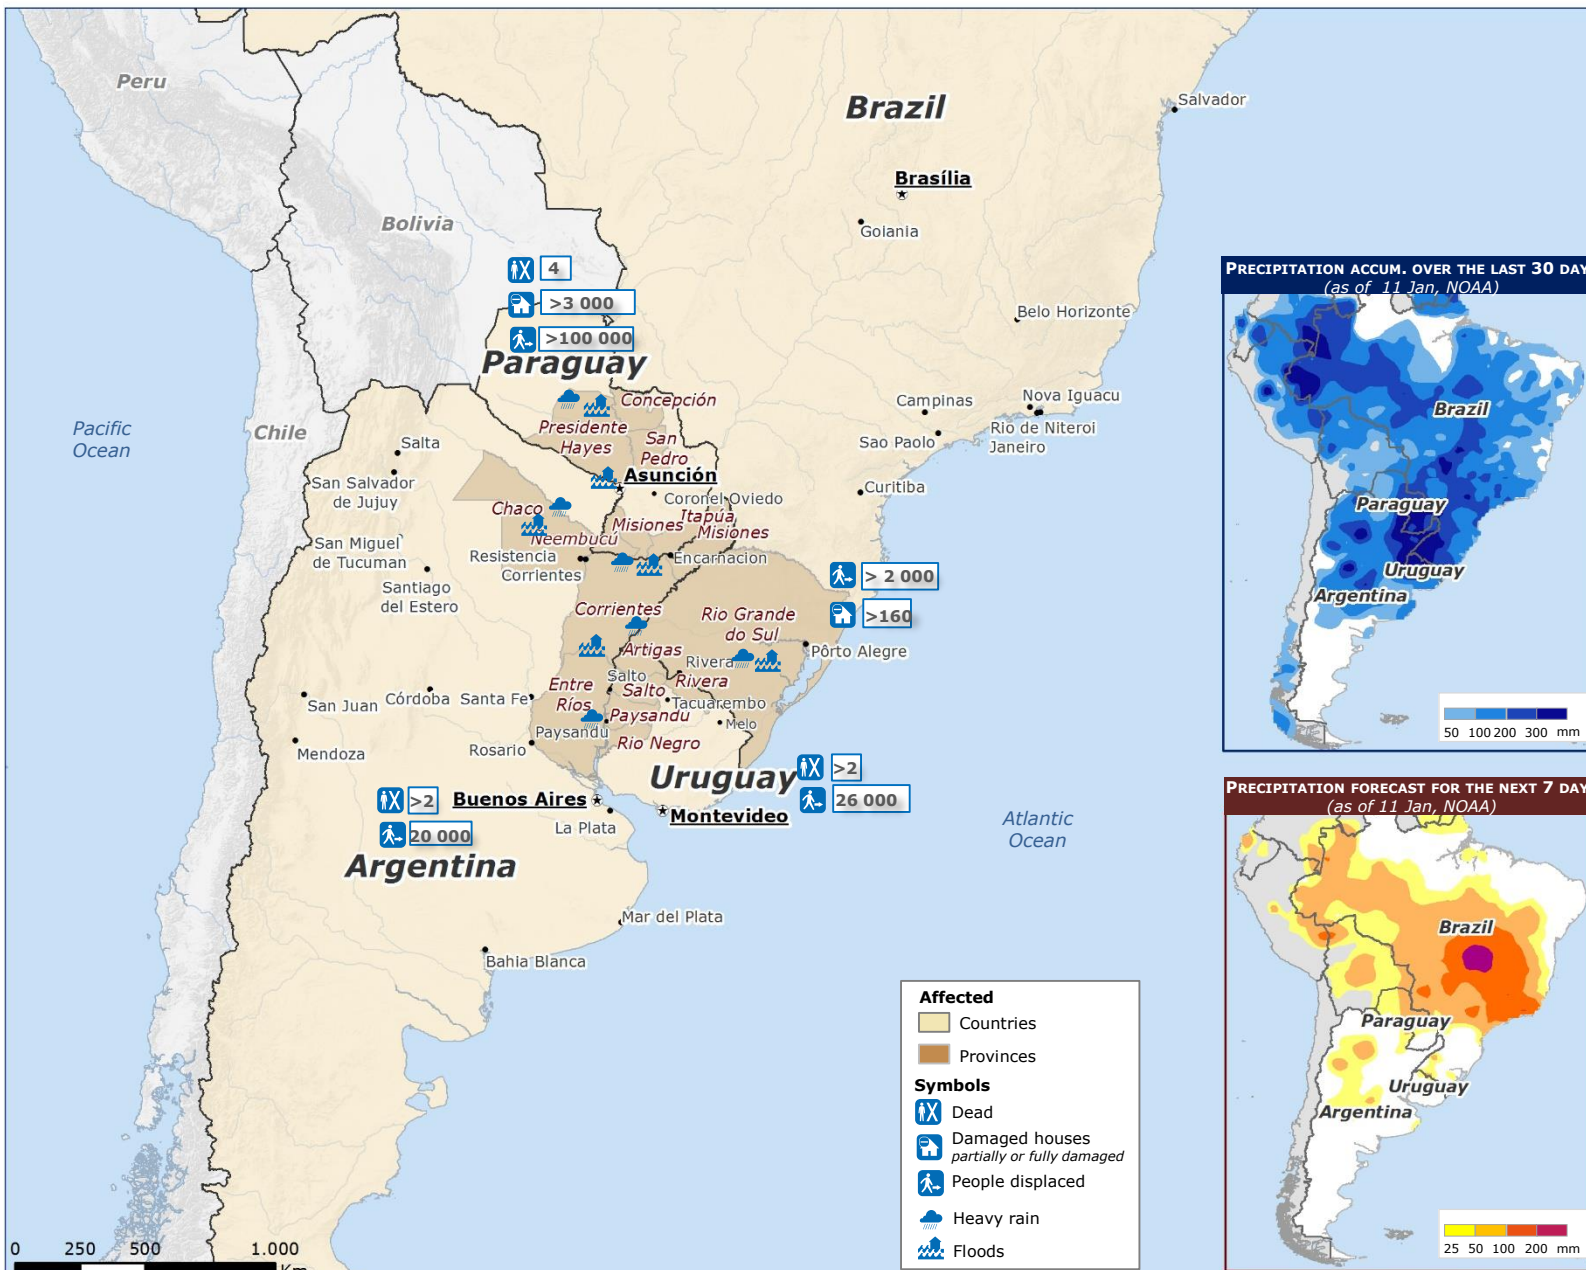 Peru
Brazil
Salvador
Brasília
Goiania
Bolivia
4
>3 000
>100 000
Paraguay
Belo Horizonte
Concepción
Presidente
Hayes
San
Pedro
Campinas
Nova Iguacu
Rio de Niteroi
Janeiro
Sao Paolo
Pacific
Ocean
Chile
Salta
San Salvador
de Jujuy
Asunción
Coronel Oviedo
Curitiba
Chaco
Misiones
Itapúa
Misiones
Neembucú
San Miguel
de Tucuman
Resistencia
Corrientes
Encarnacion
Santiago
del Estero
> 2 000
>160
Corrientes
Rio Grande
do Sul
Artigas
Pôrto Alegre
Rivera
Rivera
Salto
Salto
Entre
Ríos
San Juan
Córdoba
Santa Fe
Tacuarembo
Paysandu
Paysandu
Melo
Rio Negro
Rosario
Mendoza
Uruguay
>2
26 000
Buenos Aires
Montevideo
La Plata
>2
20 000
Argentina
Atlantic
Ocean
Mar del Plata
Bahia Blanca
PRECIPITATION ACCUM. OVER THE LAST 30 DAY
(as of 11 Jan, NOAA)
Brazil
Paraguay
Uruguay
Argentina
50 100 200 300 mm
PRECIPITATION FORECAST FOR THE NEXT 7 DAY
(as of 11 Jan, NOAA)
Brazil
Paraguay
Uruguay
Argentina
25 50 100 200 mm
Affected
Countries
Provinces
Symbols
Dead
Damaged houses
partially or fully damaged
People displaced
Heavy rain
Floods
0 250 500 1.000
Km